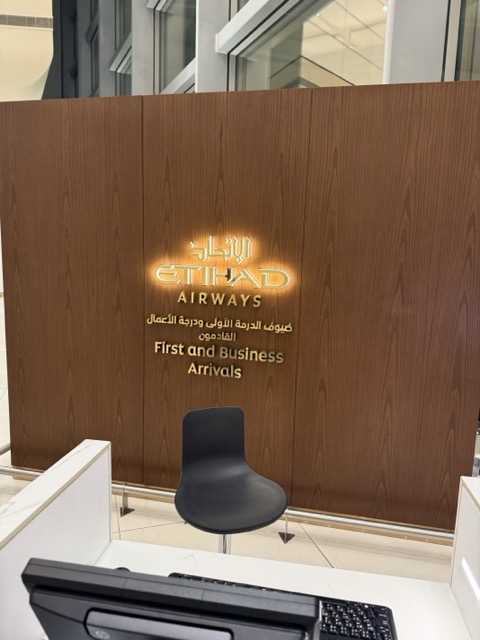 الاتحاد
ETIHAD
AIRWAYS
ضيوف الدرجة الأولى ودرجة الأعمال
القادمون
First and Business
Arrivals